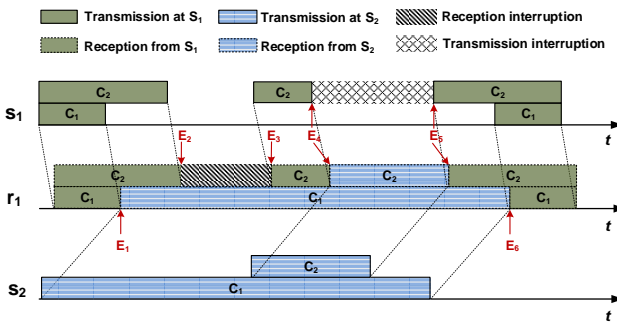 Transmission at S1
Transmission at S2
Reception interruption
Reception from S1
Reception from S2
Transmission interruption
C2
C2
C2
S1
C1
C1
t
E2
E3
E4
E5
C2
C2
C2
C2
r1
C1
C1
C1
t
E1
E6
C2
S2
C1
t